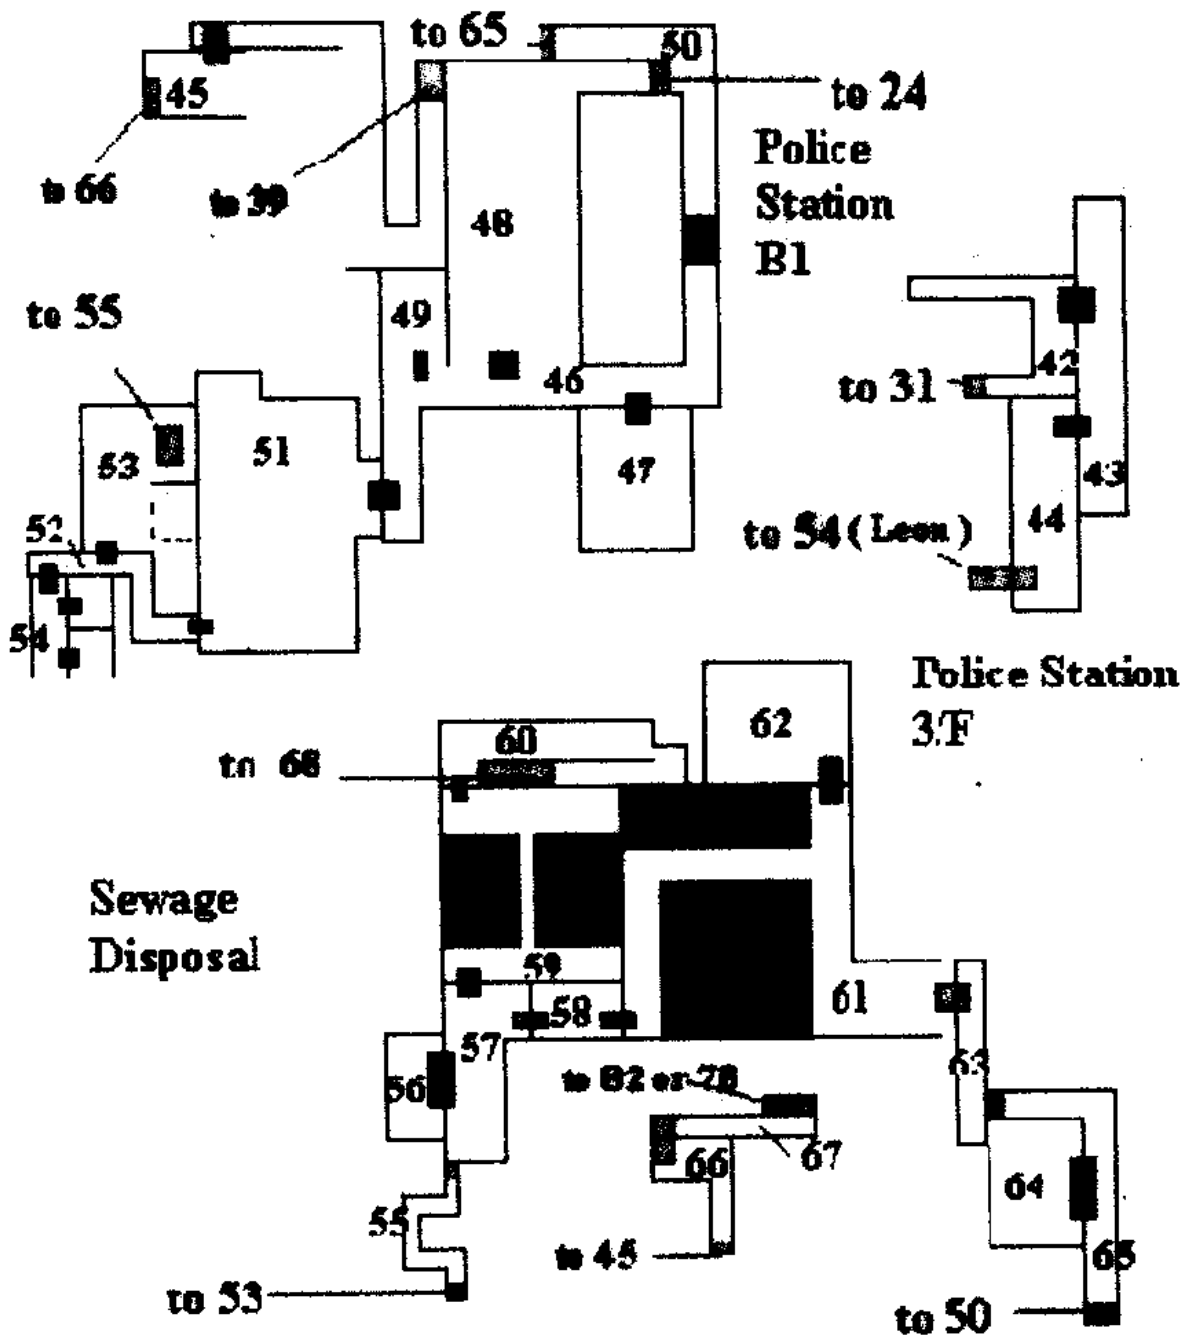 to 65
50
45
to 24
Police
Station
B1
to 66
to 39
48
to 55
49
42
46
to 31
51
53
47
43
52
44
to 54 (Leon)
54
Police Station
3/F
62
60
to 68
Sewage
Disposal
59
61
58
57
63
56
to 82 or 78
67
66
64
55
to 45
65
to 53
to 50